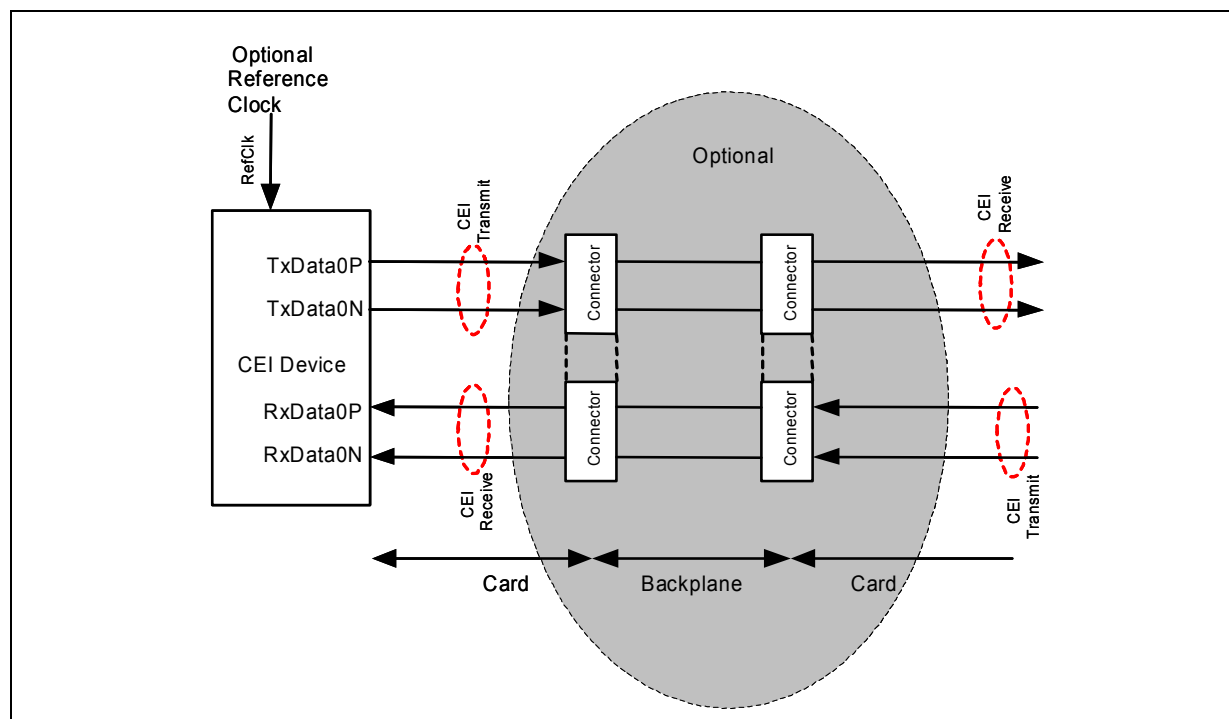 Optional
Reference
Clock
RefClk
Optional
CEI
Transmit
CEI
Receive
TxData0P
TxData0N
CEI Device
RxData0P
RxData0N
Connector
Connector
Connector
Connector
CEI
Receive
CEI
Transmit
Card
Backplane
Card